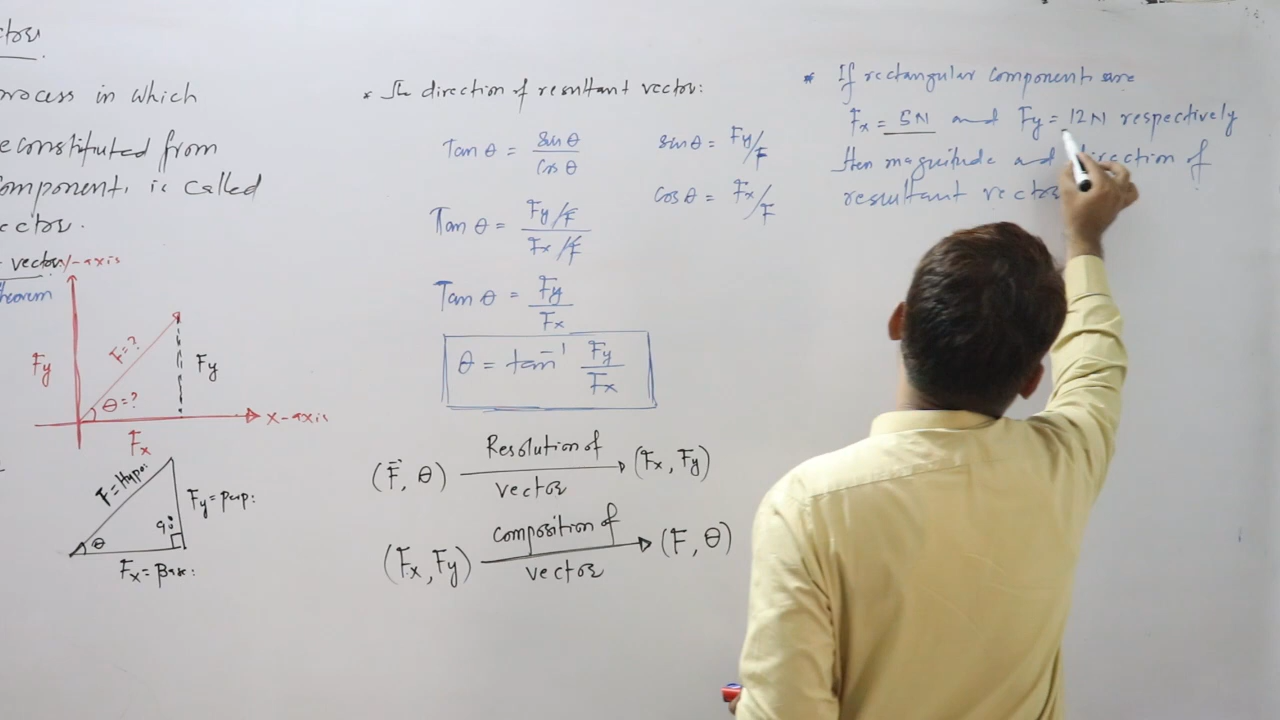 process in which
econstituted from
omponent, is called
ector.
vector
Y-axis
theorem
Fy
F=?
Fy
θ=?
X-axis
Fx
F=Hypo:
Fy=perp:
90°
θ
Fx=Base:
* The direction of resultant vector:
Tan θ = sin θ / cos θ
sin θ = Fy/F
cos θ = Fx/F
Tan θ = Fy/F / Fx/F
Tan θ = Fy / Fx
θ = tan⁻¹ Fy / Fx
(F, θ) Resolution of vector (Fx, Fy)
(Fx, Fy) composition of vector (F, θ)
* If rectangular components are
Fx = 5N and Fy = 12N respectively
then magnitude and direction of
resultant vector